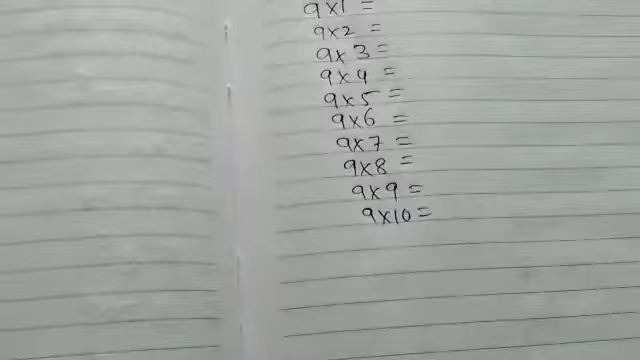 9x1 =
9x2 =
9x3 =
9x4 =
9x5 =
9x6 =
9x7 =
9x8 =
9x9 =
9x10 =